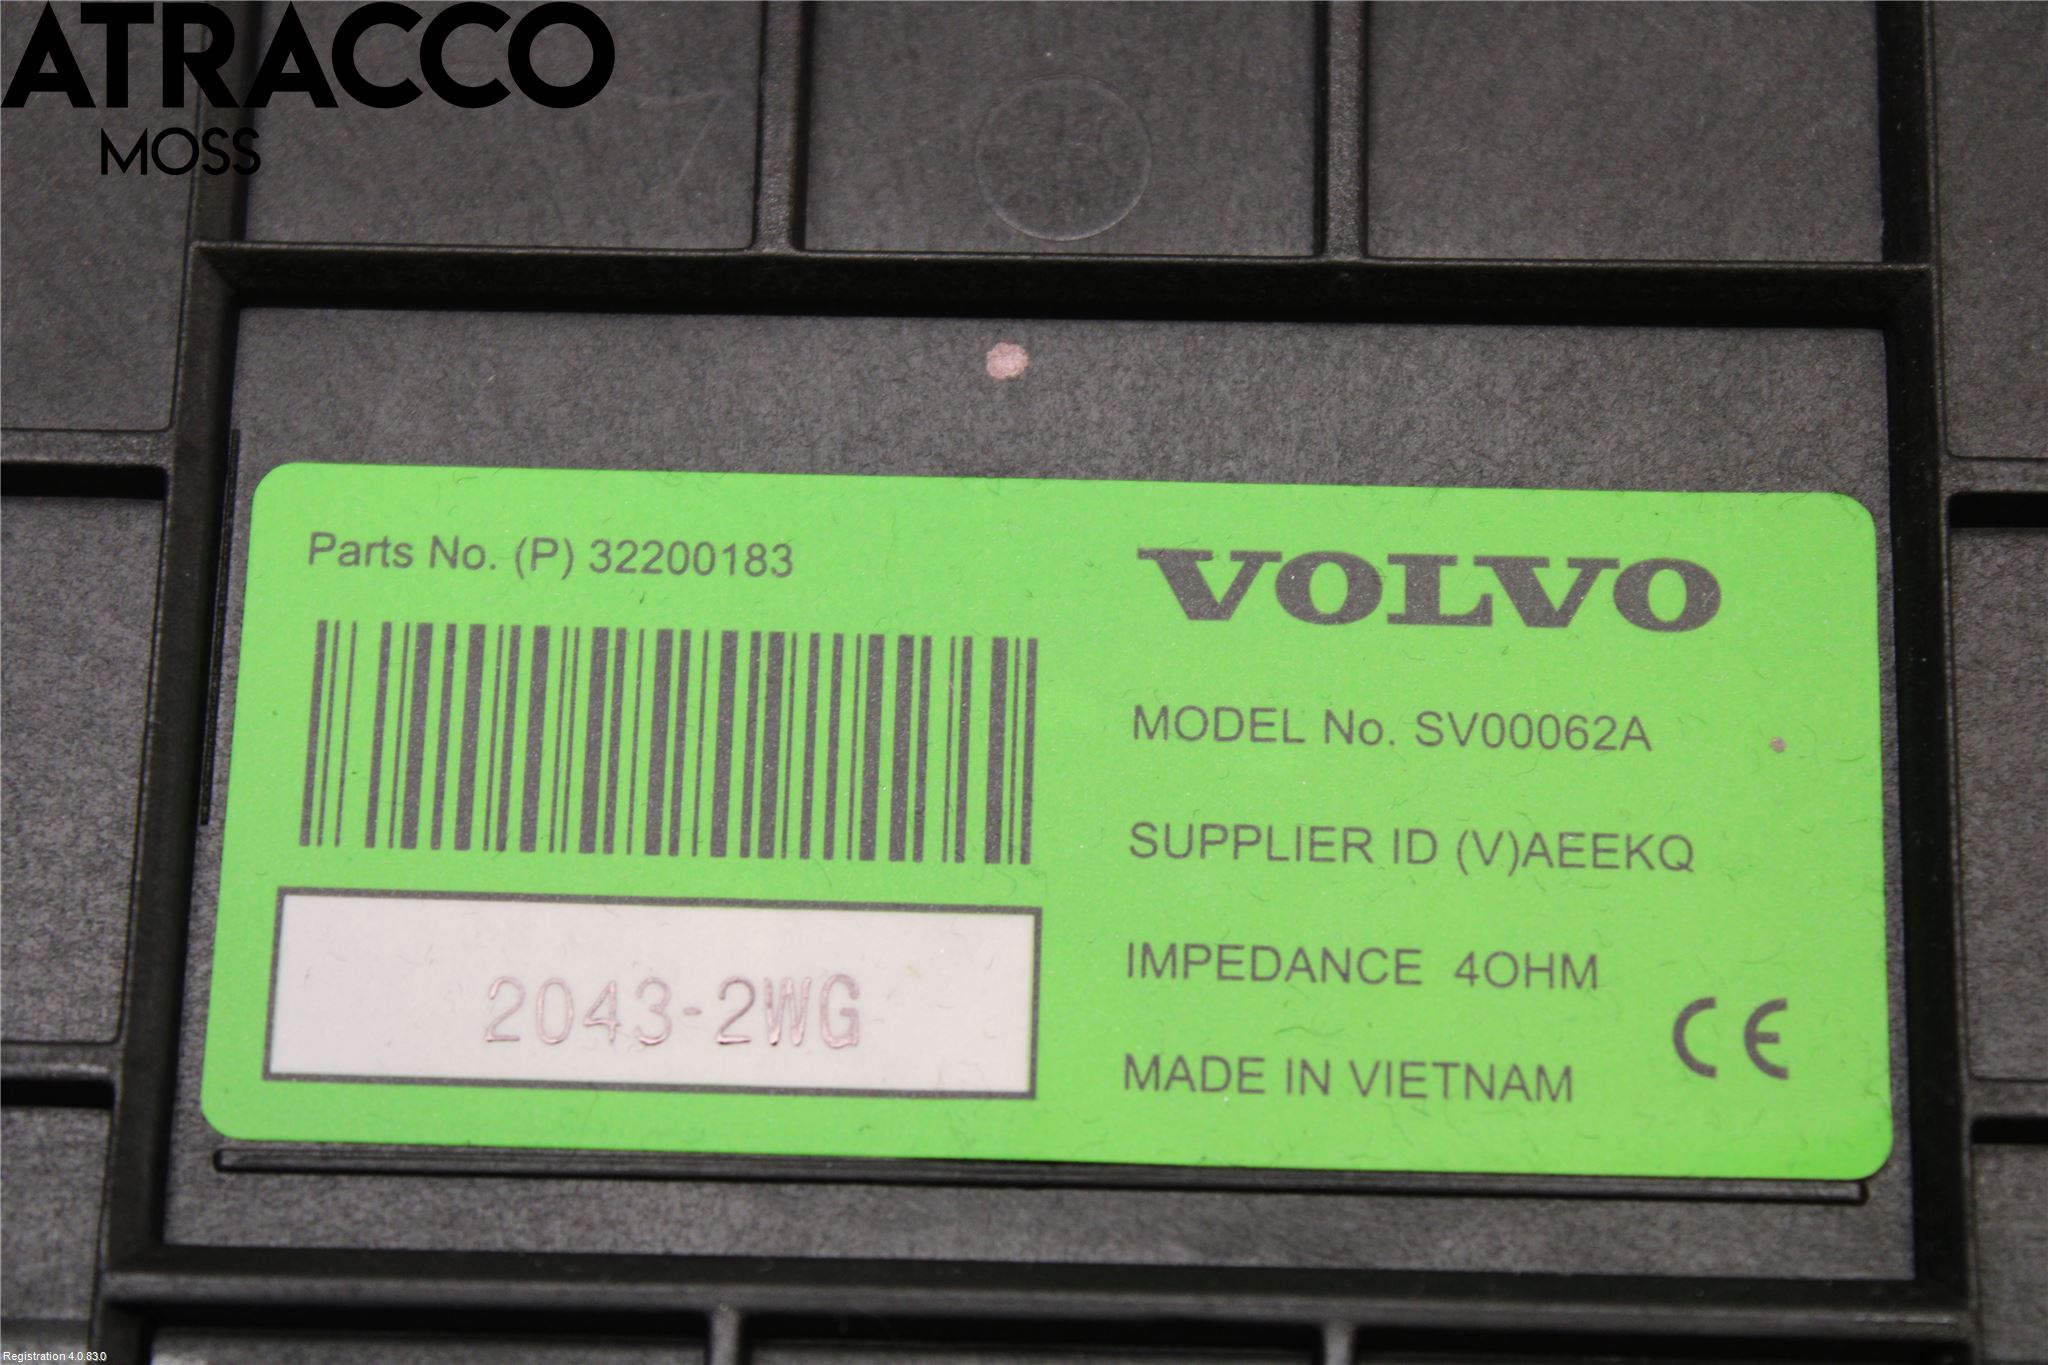 ATRACCO
MOSS
Parts No. (P) 32200183
VOLVO
MODEL No. SV00062A
SUPPLIER ID (V)AEEKQ
IMPEDANCE 4OHM
2043-2WG
MADE IN VIETNAM
CE
Registration 4.0.83.0